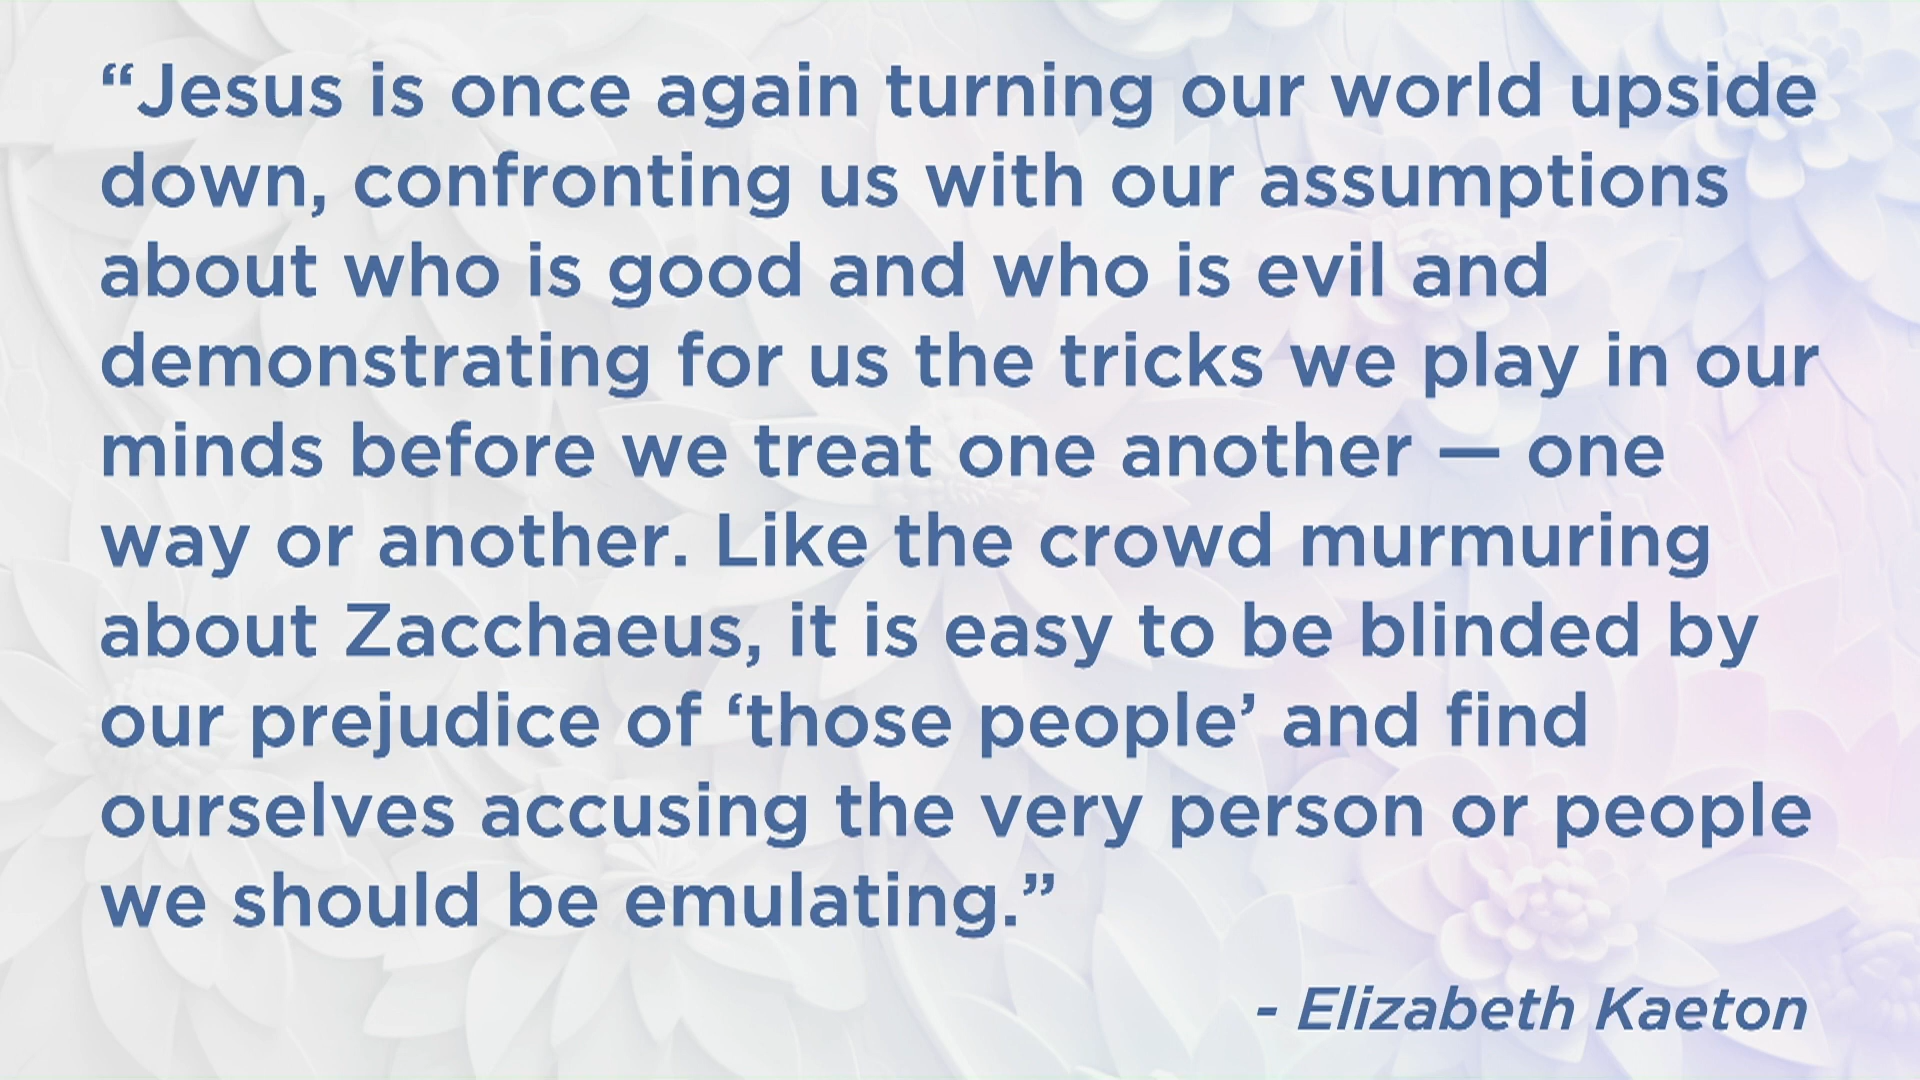 “Jesus is once again turning our world upside
down, confronting us with our assumptions
about who is good and who is evil and
demonstrating for us the tricks we play in our
minds before we treat one another — one
way or another. Like the crowd murmuring
about Zacchaeus, it is easy to be blinded by
our prejudice of ‘those people’ and find
ourselves accusing the very person or people
we should be emulating.”
- Elizabeth Kaeton